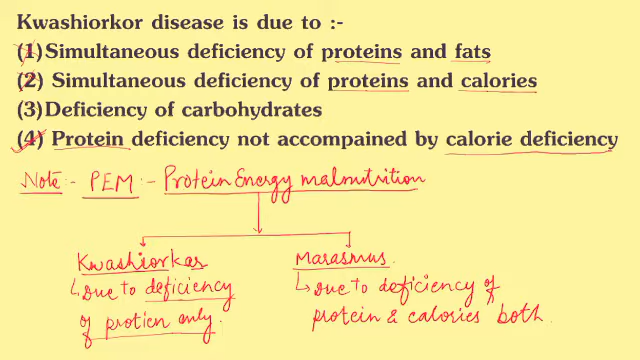 Kwashiorkor disease is due to :-
(1)Simultaneous deficiency of proteins and fats
(2) Simultaneous deficiency of proteins and calories
(3)Deficiency of carbohydrates
(4) Protein deficiency not accompained by calorie deficiency
Note:- PEM:- Protein Energy malnutrition
Kwashiorkar
Due to deficiency
of protien only.
Marasmus.
Due to deficiency of
protein & calories both.